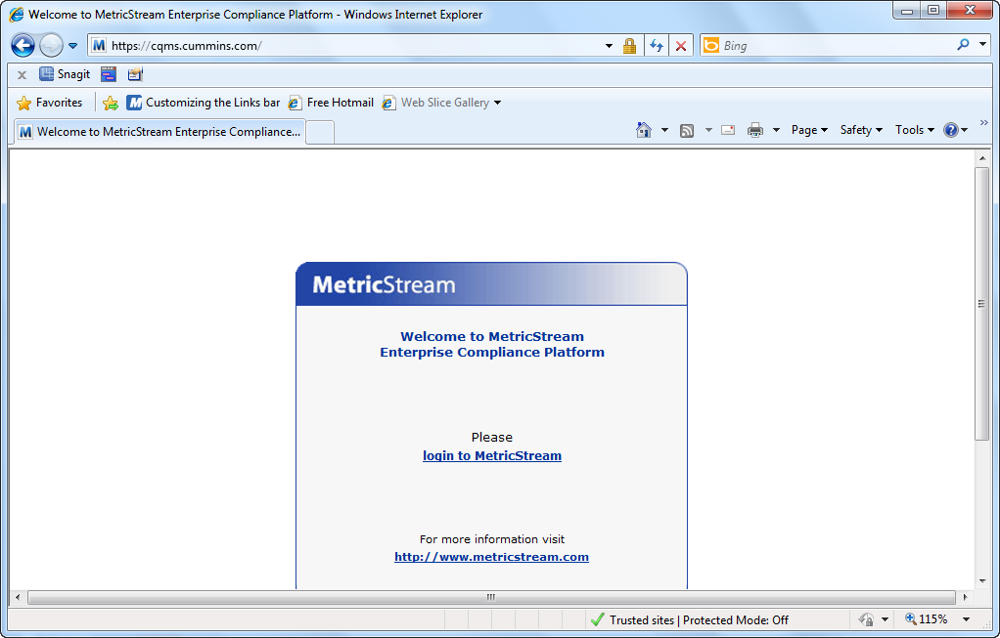 Welcome to MetricStream Enterprise Compliance Platform - Windows Internet Explorer
M https://cqms.cummins.com/ b Bing
x Snagit
Favorites M Customizing the Links bar Free Hotmail Web Slice Gallery
M Welcome to MetricStream Enterprise Compliance... Page Safety Tools ? »
MetricStream
Welcome to MetricStream
Enterprise Compliance Platform
Please
login to MetricStream
For more information visit
http://www.metricstream.com
Trusted sites | Protected Mode: Off 115%